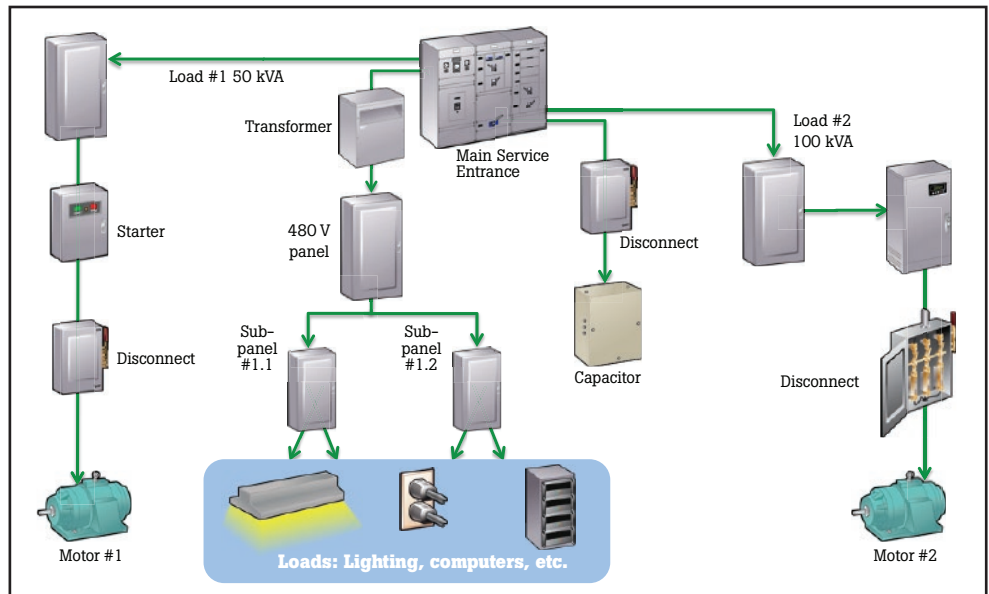 Load #1 50 kVA
Transformer
Main Service
Entrance
Load #2
100 kVA
Starter
480 V
panel
Disconnect
Sub-
panel
#1.1
Sub-
panel
#1.2
Disconnect
Capacitor
Disconnect
Loads: Lighting, computers, etc.
Motor #1
Motor #2